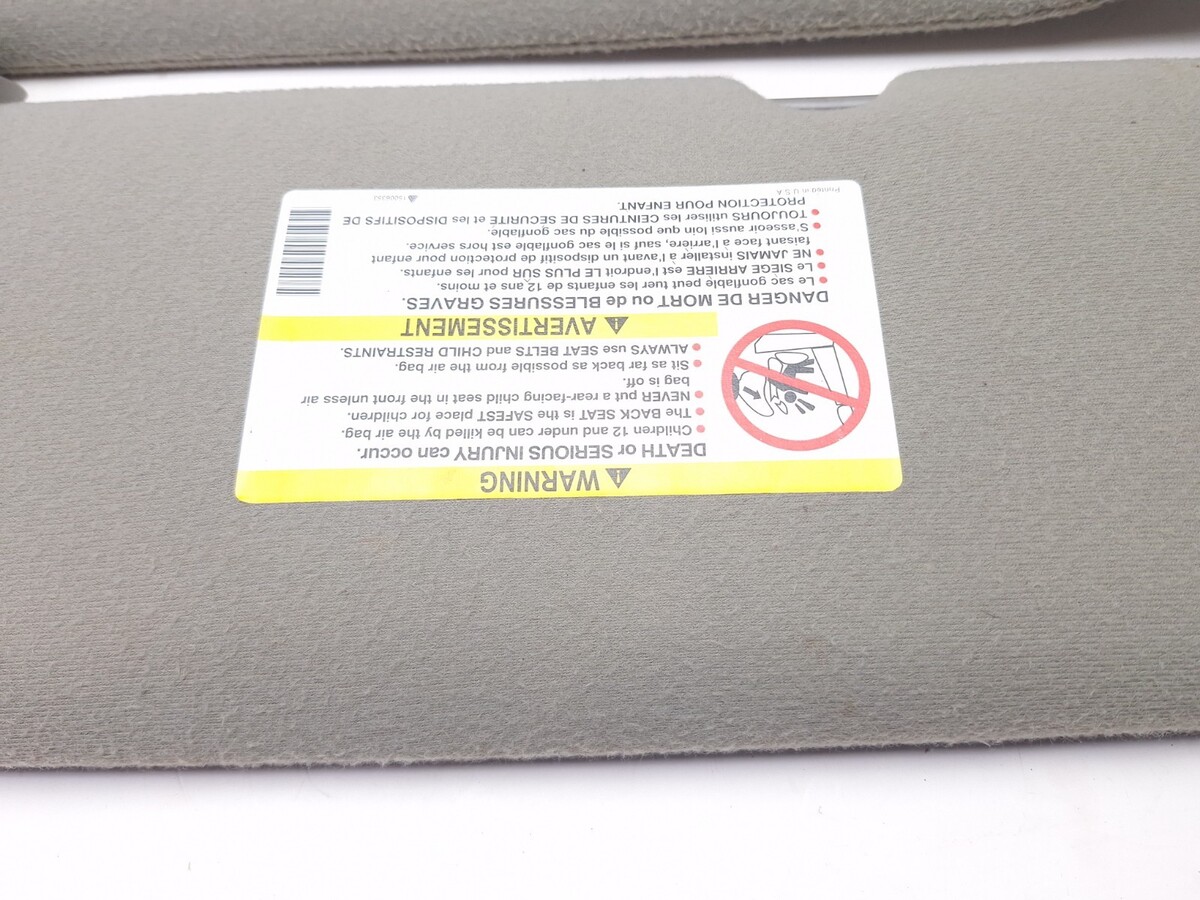 WARNING
DEATH or SERIOUS INJURY can occur.
• Children 12 and under can be killed by the air bag.
• The BACK SEAT is the SAFEST place for children.
• NEVER put a rear-facing child seat in the front unless air
bag is off.
• Sit as far back as possible from the air bag.
• ALWAYS use SEAT BELTS and CHILD RESTRAINTS.
AVERTISSEMENT
DANGER DE MORT ou de BLESSURES GRAVES.
• Le sac gonflable peut tuer les enfants de 12 ans et moins.
• Le SIÈGE ARRIÈRE est l'endroit LE PLUS SÛR pour les enfants.
• NE JAMAIS installer à l'avant un dispositif de protection pour enfant
faisant face à l'arrière, sauf si le sac gonflable est hors service.
• S'asseoir aussi loin que possible du sac gonflable.
• TOUJOURS utiliser les CEINTURES DE SÉCURITÉ et les DISPOSITIFS DE
PROTECTION POUR ENFANT.
Printed in U S A